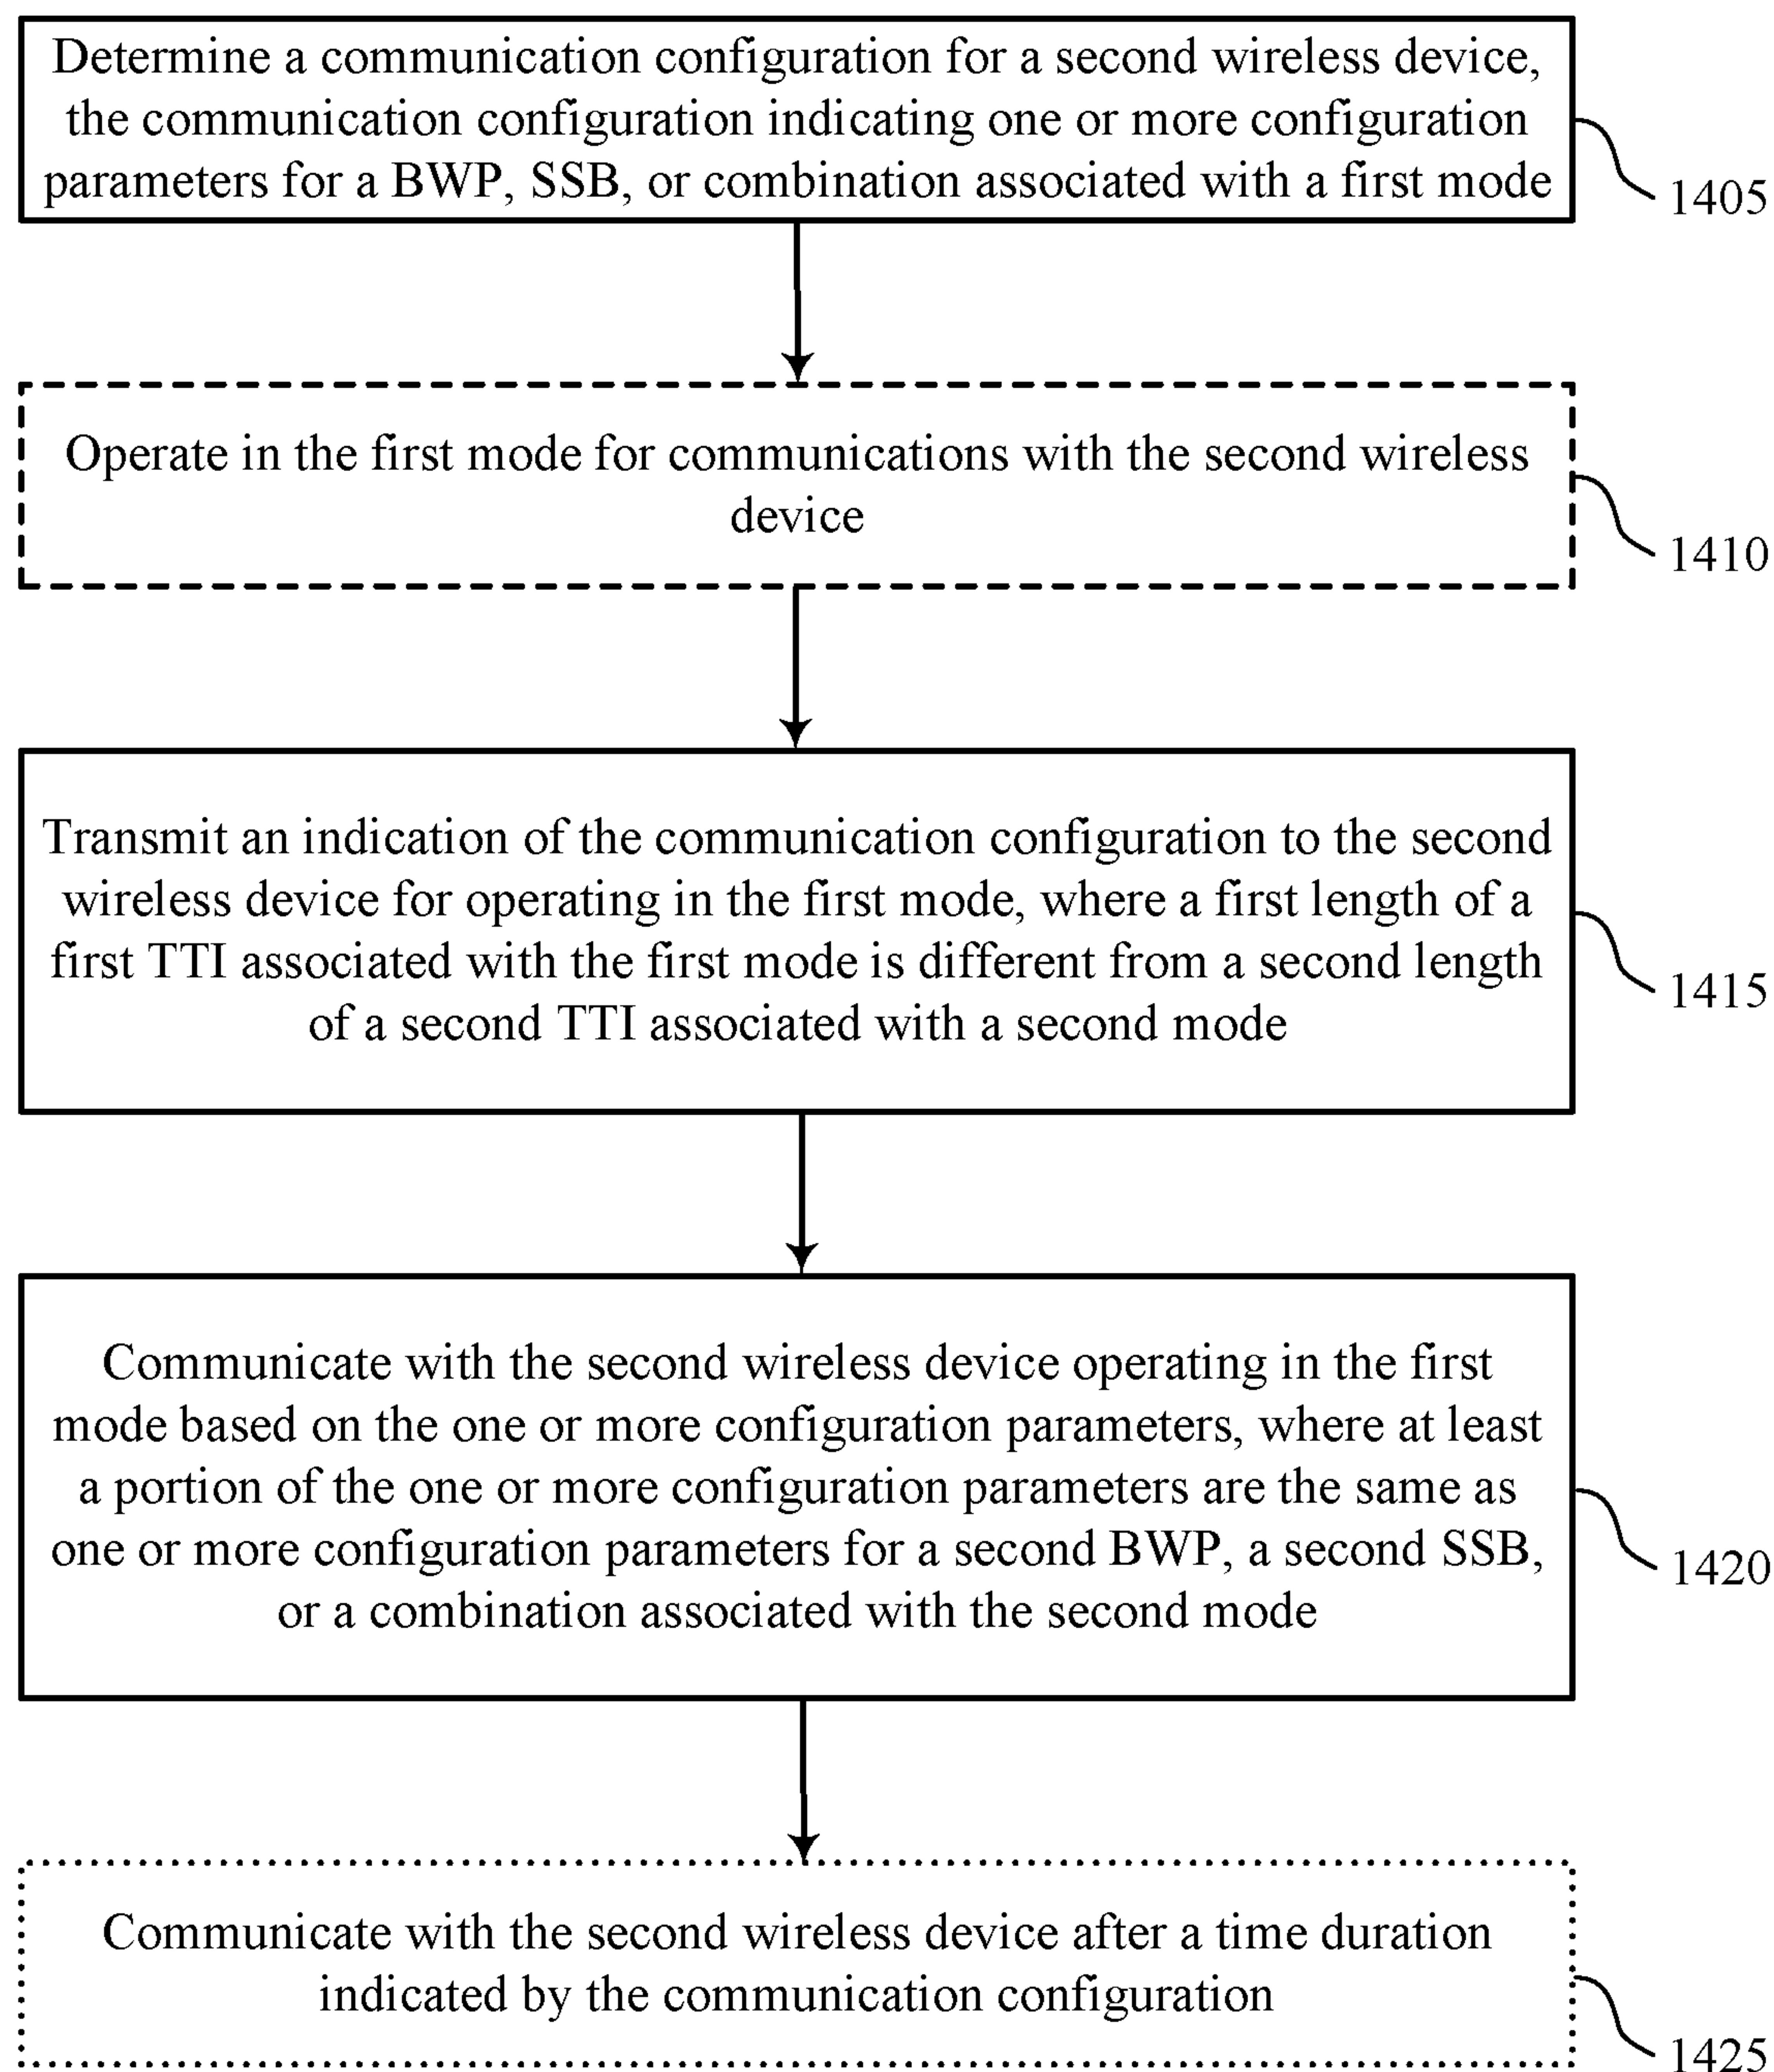 Determine a communication configuration for a second wireless device,
the communication configuration indicating one or more configuration
parameters for a BWP, SSB, or combination associated with a first mode
1405
Operate in the first mode for communications with the second wireless
device
1410
Transmit an indication of the communication configuration to the second
wireless device for operating in the first mode, where a first length of a
first TTI associated with the first mode is different from a second length
of a second TTI associated with a second mode
1415
Communicate with the second wireless device operating in the first
mode based on the one or more configuration parameters, where at least
a portion of the one or more configuration parameters are the same as
one or more configuration parameters for a second BWP, a second SSB,
or a combination associated with the second mode
1420
Communicate with the second wireless device after a time duration
indicated by the communication configuration
1425